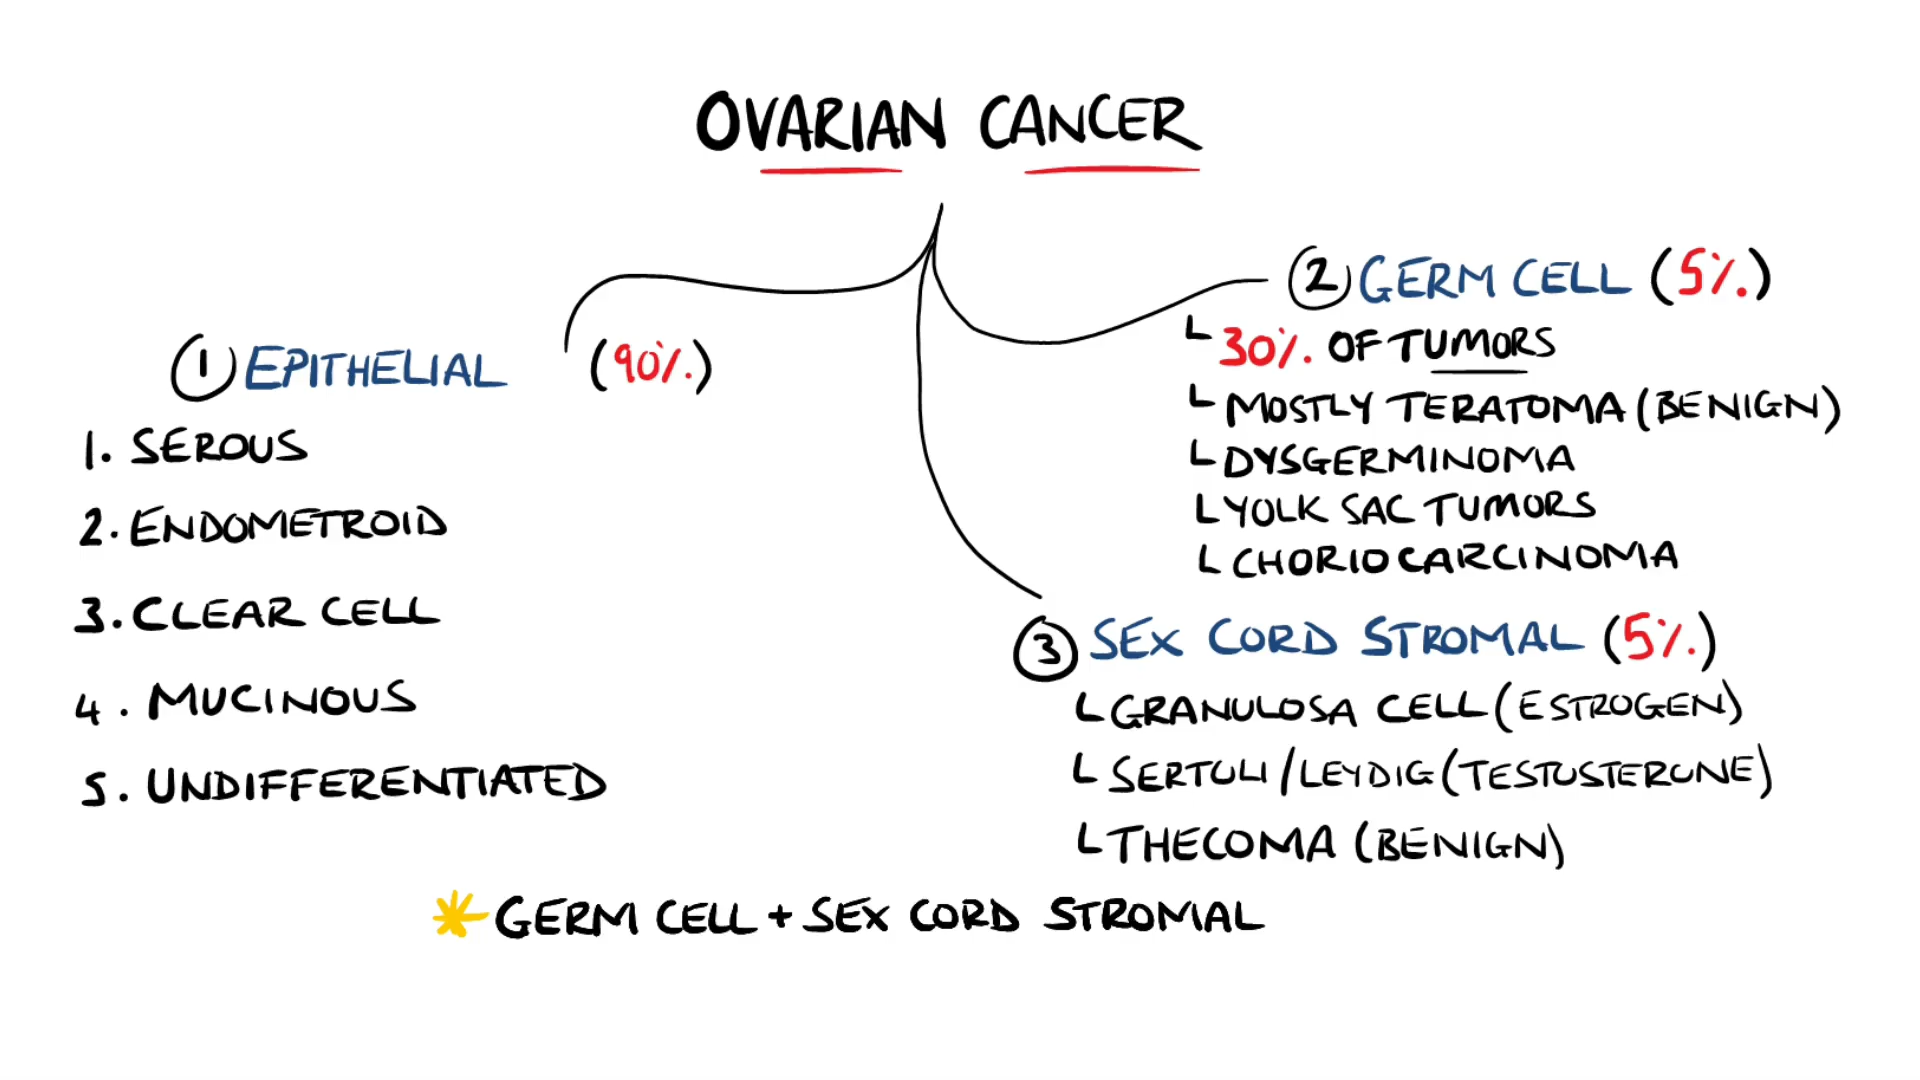 OVARIAN CANCER
1 EPITHELIAL (90%)
1. SEROUS
2. ENDOMETROID
3. CLEAR CELL
4. MUCINOUS
5. UNDIFFERENTIATED
2 GERM CELL (5%)
30% OF TUMORS
MOSTLY TERATOMA (BENIGN)
DYSGERMINOMA
YOLK SAC TUMORS
CHORIOCARCINOMA
3 SEX CORD STROMAL (5%)
GRANULOSA CELL (ESTROGEN)
SERTOLI/LEYDIG (TESTOSTERONE)
THECOMA (BENIGN)
* GERM CELL + SEX CORD STROMAL